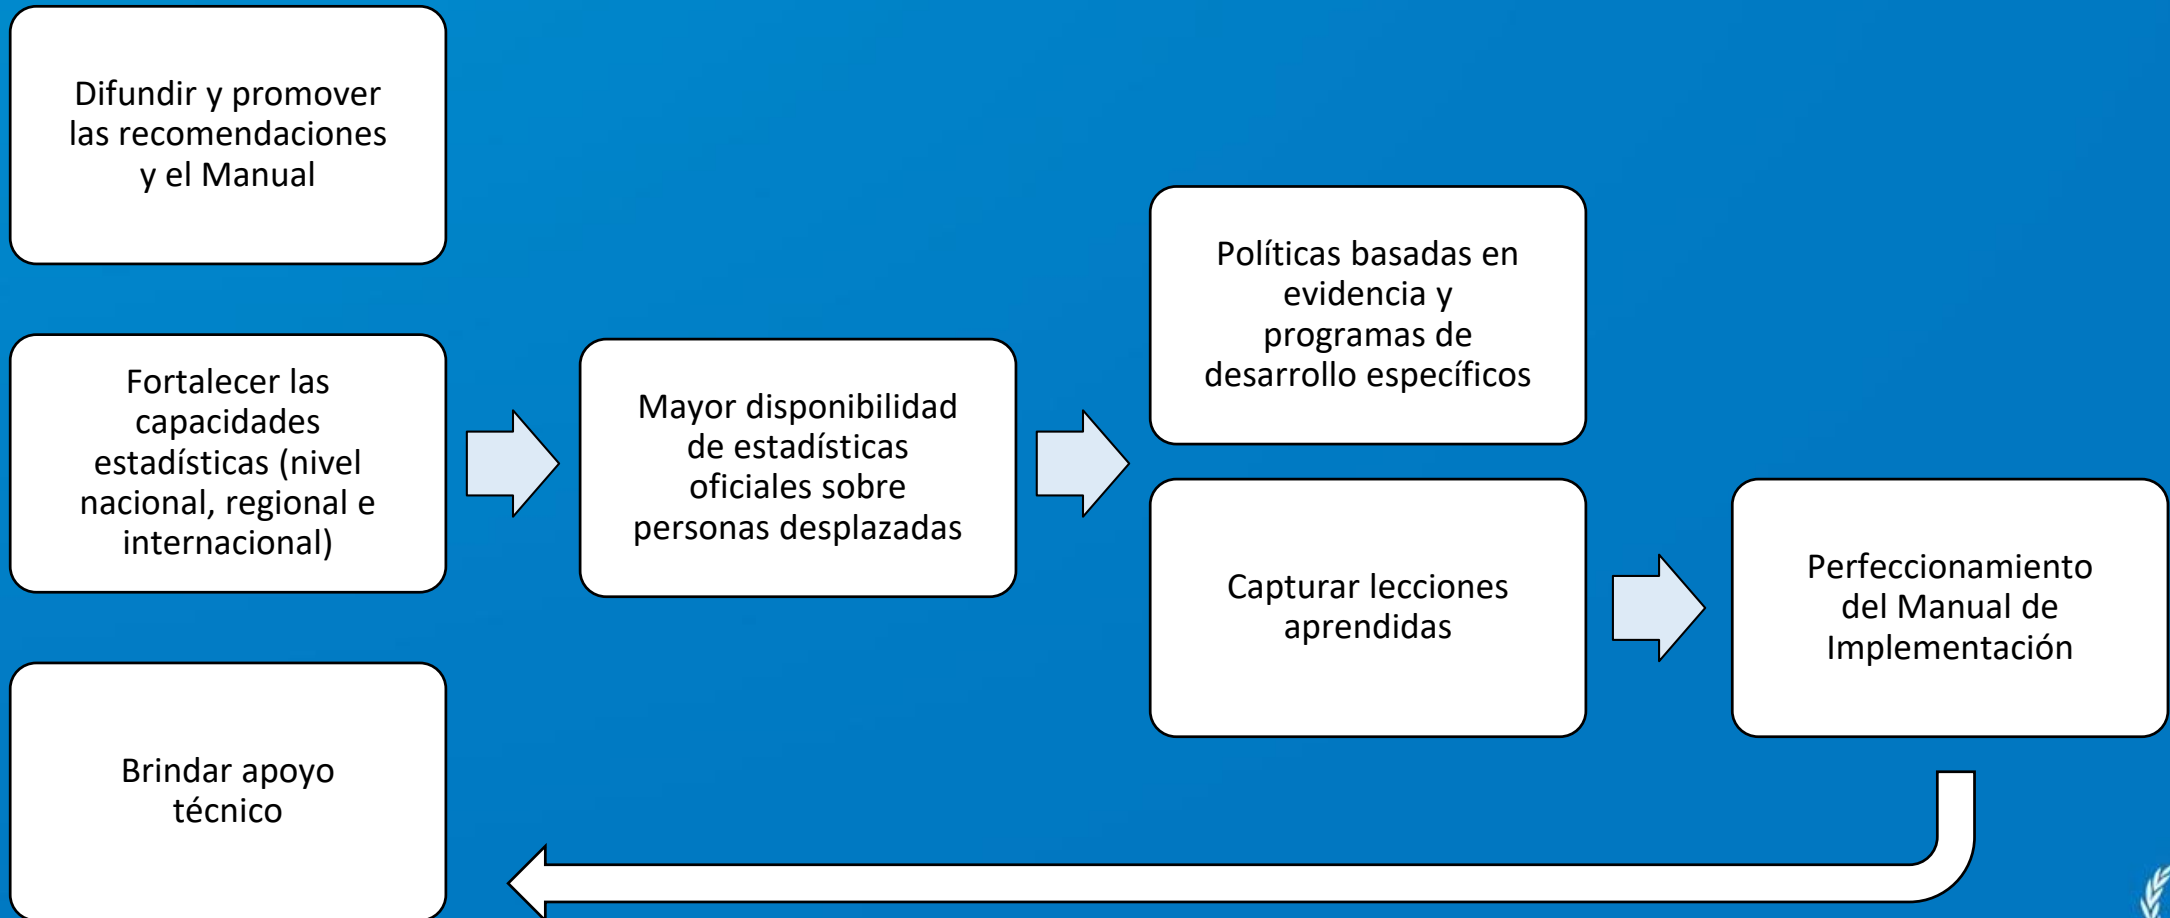 Difundir y promover
las recomendaciones
y el Manual
Fortalecer las
capacidades
estadísticas (nivel
nacional, regional e
internacional)
Brindar apoyo
técnico
Mayor disponibilidad
de estadísticas
oficiales sobre
personas desplazadas
Políticas basadas en
evidencia y
programas de
desarrollo específicos
Capturar lecciones
aprendidas
Perfeccionamiento
del Manual de
Implementación